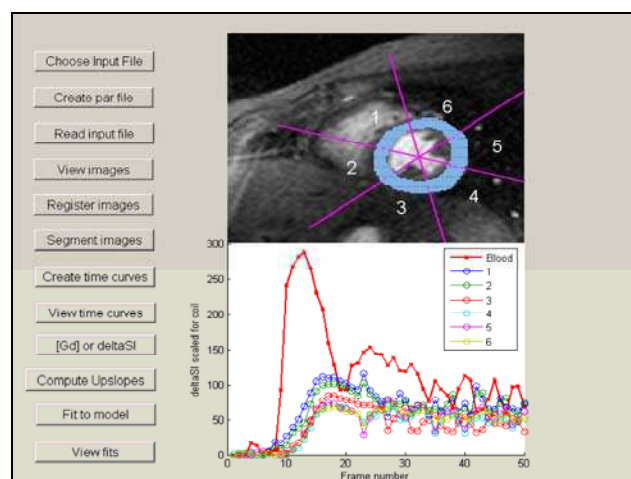 Choose Input File
Create par file
Read input file
View images
Register images
Segment images
Create time curves
View time curves
[Gd] or deltaSI
Compute Upslopes
Fit to model
View fits
1
6
5
2
4
3
deltaSI scaled for coil
300
250
200
150
100
50
0
Blood
1
2
3
4
5
6
0 10 20 30 40 50
Frame number